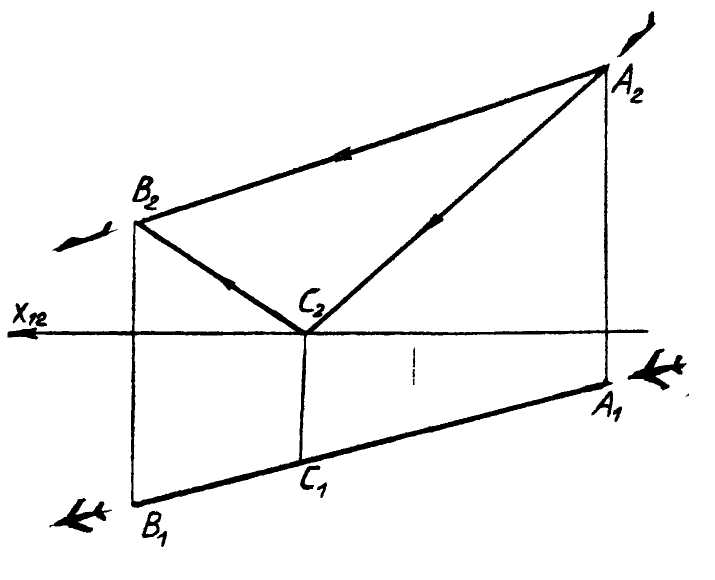 A₂
B₂
C₂
x₁₂
A₁
C₁
B₁